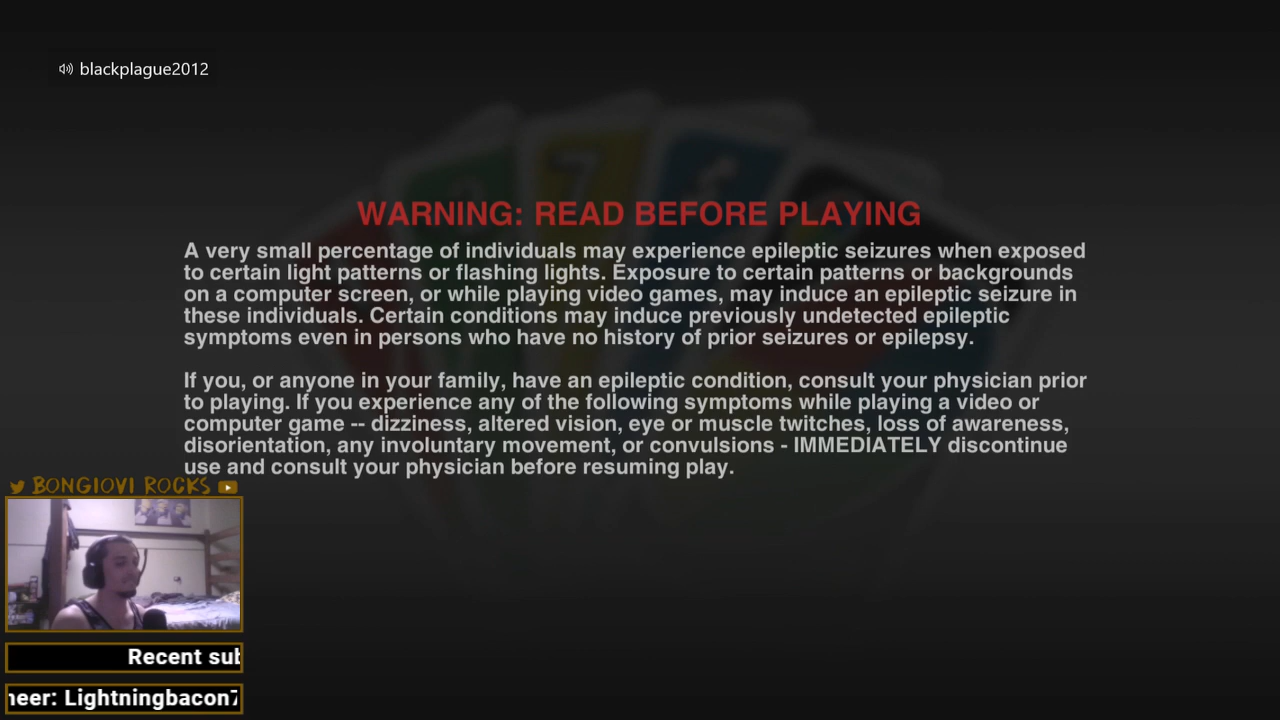 blackplague2012
WARNING: READ BEFORE PLAYING
A very small percentage of individuals may experience epileptic seizures when exposed
to certain light patterns or flashing lights. Exposure to certain patterns or backgrounds
on a computer screen, or while playing video games, may induce an epileptic seizure in
these individuals. Certain conditions may induce previously undetected epileptic
symptoms even in persons who have no history of prior seizures or epilepsy.
If you, or anyone in your family, have an epileptic condition, consult your physician prior
to playing. If you experience any of the following symptoms while playing a video or
computer game -- dizziness, altered vision, eye or muscle twitches, loss of awareness,
disorientation, any involuntary movement, or convulsions - IMMEDIATELY discontinue
use and consult your physician before resuming play.
BONGIOVI ROCKS
Recent sub
heer: Lightningbacon7